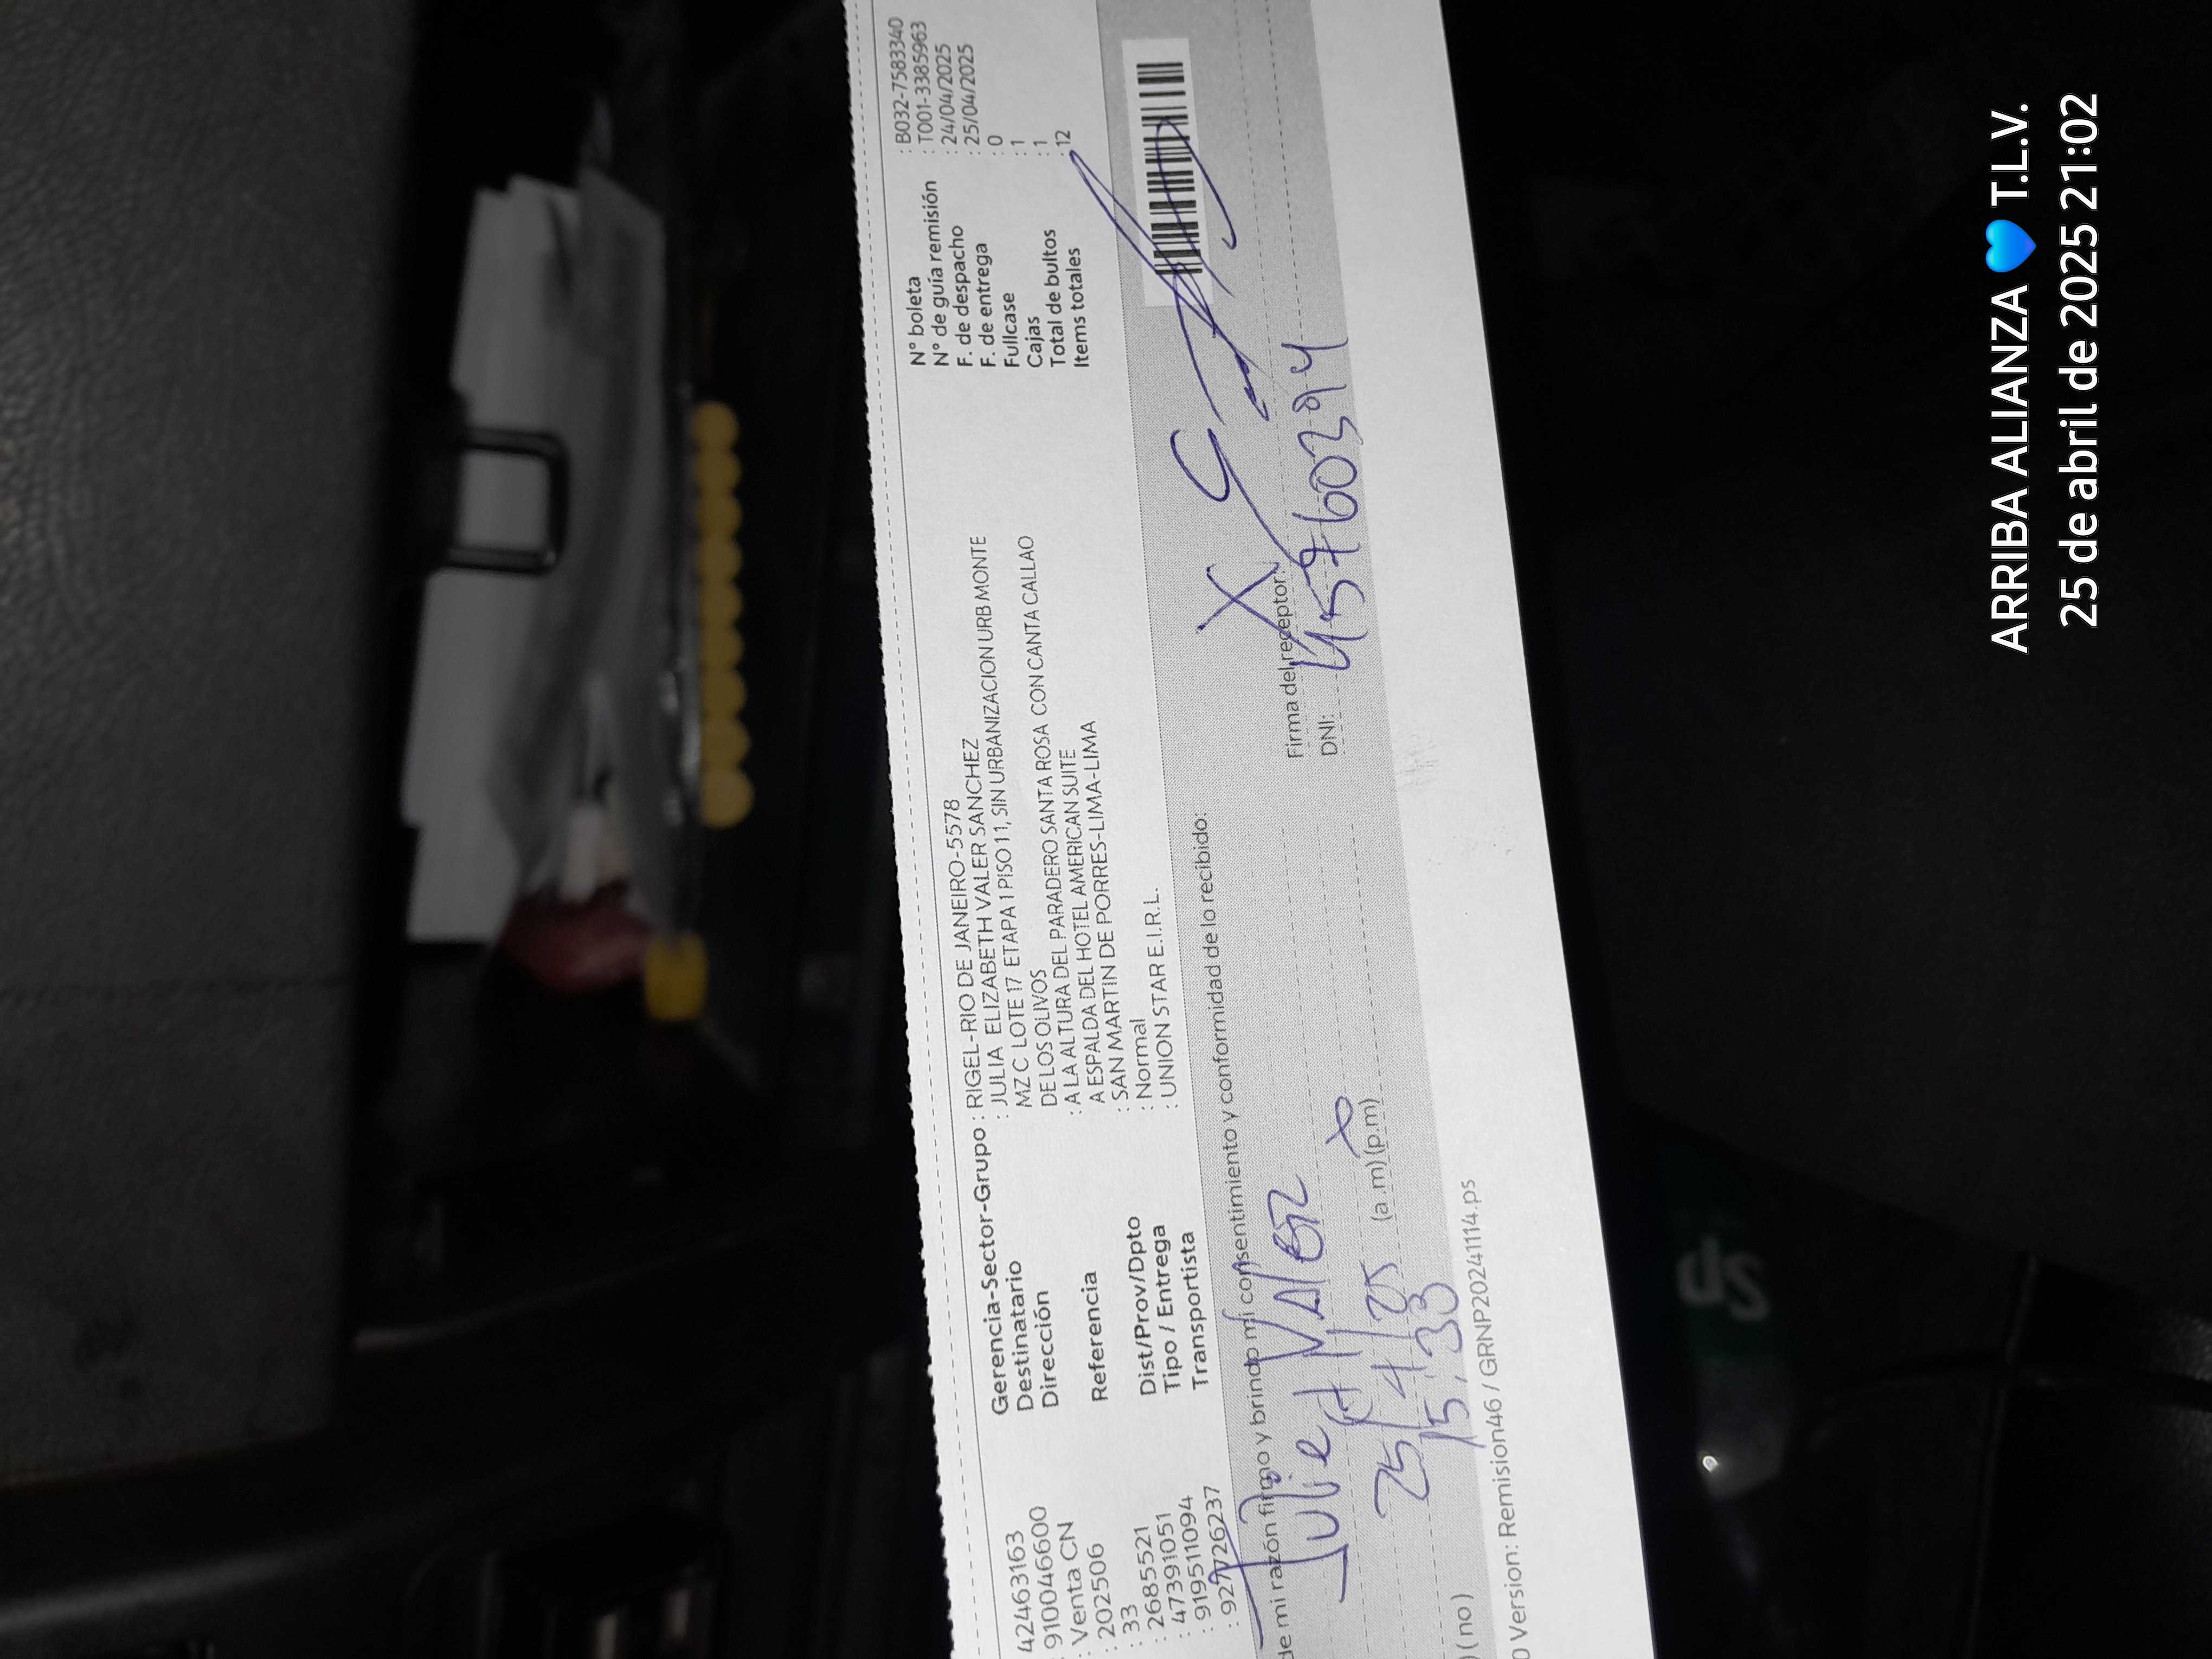 42463163
910046600
: Venta CN
: 202506
: 33
: 2685521
: 47391051
: 919511094
: 927726237
Gerencia-Sector-Grupo : RIGEL-RIO DE JANEIRO-5578
Destinatario : JULIA ELIZABETH VALER SANCHEZ
Dirección MZ C LOTE 17 ETAPA 1 PISO 1 1, SIN URBANIZACION URB MONTE
DE LOS OLIVOS
Referencia : A LA ALTURA DEL PARADERO SANTA ROSA CON CANTA CALLAO
A ESPALDA DEL HOTEL AMERICAN SUITE
Dist/Prov/Dpto : SAN MARTIN DE PORRES-LIMA-LIMA
Tipo / Entrega : Normal
Transportista : UNION STAR E.I.R.L.
N° boleta : B032-7583340
N° de guía remisión : T001-3385963
F. de despacho : 24/04/2025
F. de entrega : 25/04/2025
Fullcase : 0
Cajas : 1
Total de bultos : 1
Items totales : 12
de mi razón firmo y brindo mi consentimiento y conformidad de lo recibido:
VAlER
25/4/25
15:33 (a.m) (p.m)
X
Firma del receptor:
DNI: 45760394
) ( no )
0 Version: Remision46 / GRNP20241114.ps
ds
ARRIBA ALIANZA 💙 T.L.V.
25 de abril de 2025 21:02